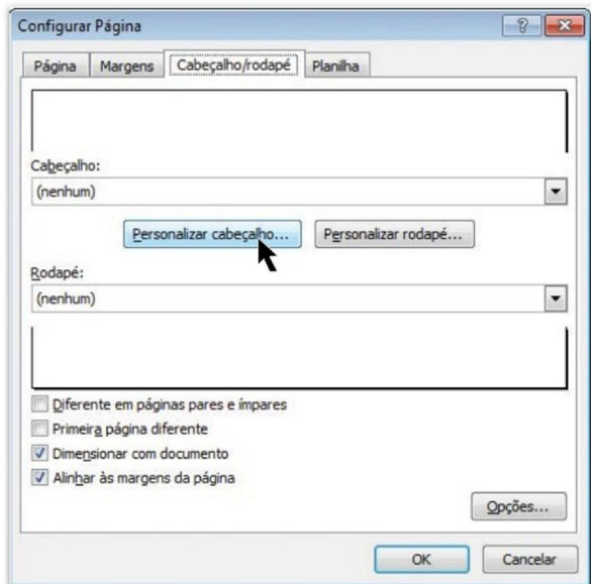 Configurar Página
Página Margens Cabeçalho/rodapé Planilha
Cabeçalho:
(nenhum)
Personalizar cabeçalho... Personalizar rodapé...
Rodapé:
(nenhum)
Diferente em páginas pares e ímpares
Primeira página diferente
Dimensionar com documento
Alinhar às margens da página
Opções...
OK Cancelar